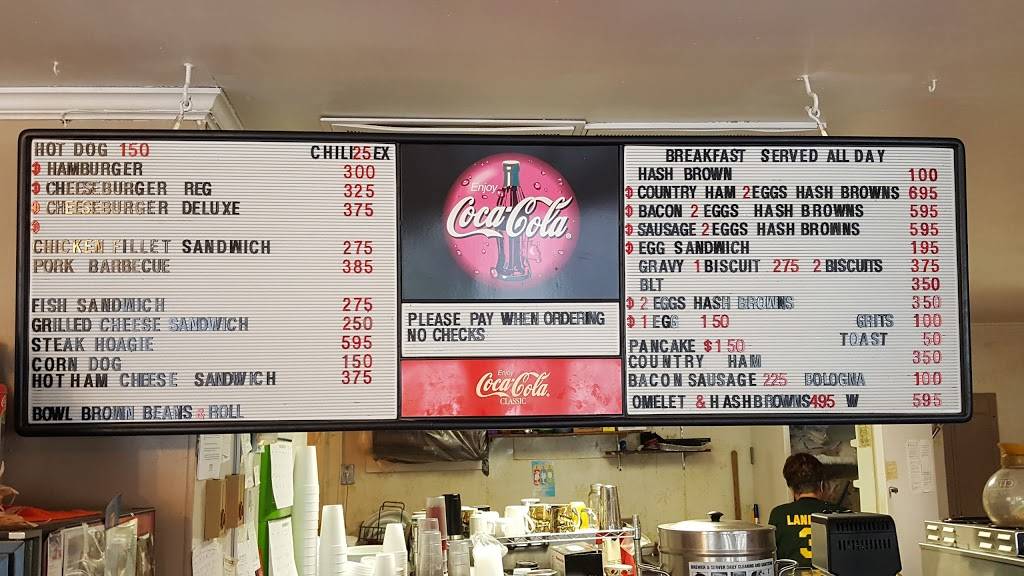 HOT DOG 150 CHILI 25 EX
HAMBURGER 300
CHEESEBURGER REG 325
CHEESEBURGER DELUXE 375
CHICKEN FILLET SANDWICH 275
PORK BARBECUE 385
FISH SANDWICH 275
GRILLED CHEESE SANDWICH 250
STEAK HOAGIE 595
CORN DOG 150
HOT HAM CHEESE SANDWICH 375
BOWL BROWN BEANS & ROLL
Enjoy
Coca-Cola
PLEASE PAY WHEN ORDERING
NO CHECKS
Enjoy
Coca-Cola
CLASSIC
BREAKFAST SERVED ALL DAY
HASH BROWN 100
COUNTRY HAM 2 EGGS HASH BROWNS 695
BACON 2 EGGS HASH BROWNS 595
SAUSAGE 2 EGGS HASH BROWNS 595
EGG SANDWICH 195
GRAVY 1 BISCUIT 275 2 BISCUITS 375
BLT 350
2 EGGS HASH BROWNS 350
1 EGG 150 GRITS 100
PANCAKE $150 TOAST 50
COUNTRY HAM 350
BACON SAUSAGE 225 BOLOGNA 100
OMELET & HASHBROWNS 495 W 595
LAN
3